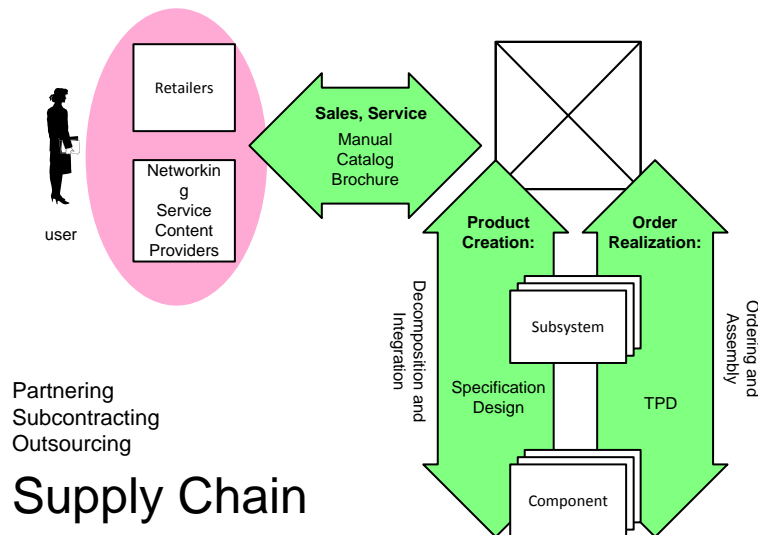 Retailers
Networkin
g
Service
Content
Providers
user
Sales, Service
Manual
Catalog
Brochure
Product
Creation:
Order
Realization:
Decomposition and
Integration
Subsystem
Ordering and
Assembly
Specification
Design
TPD
Component
Partnering
Subcontracting
Outsourcing
Supply Chain